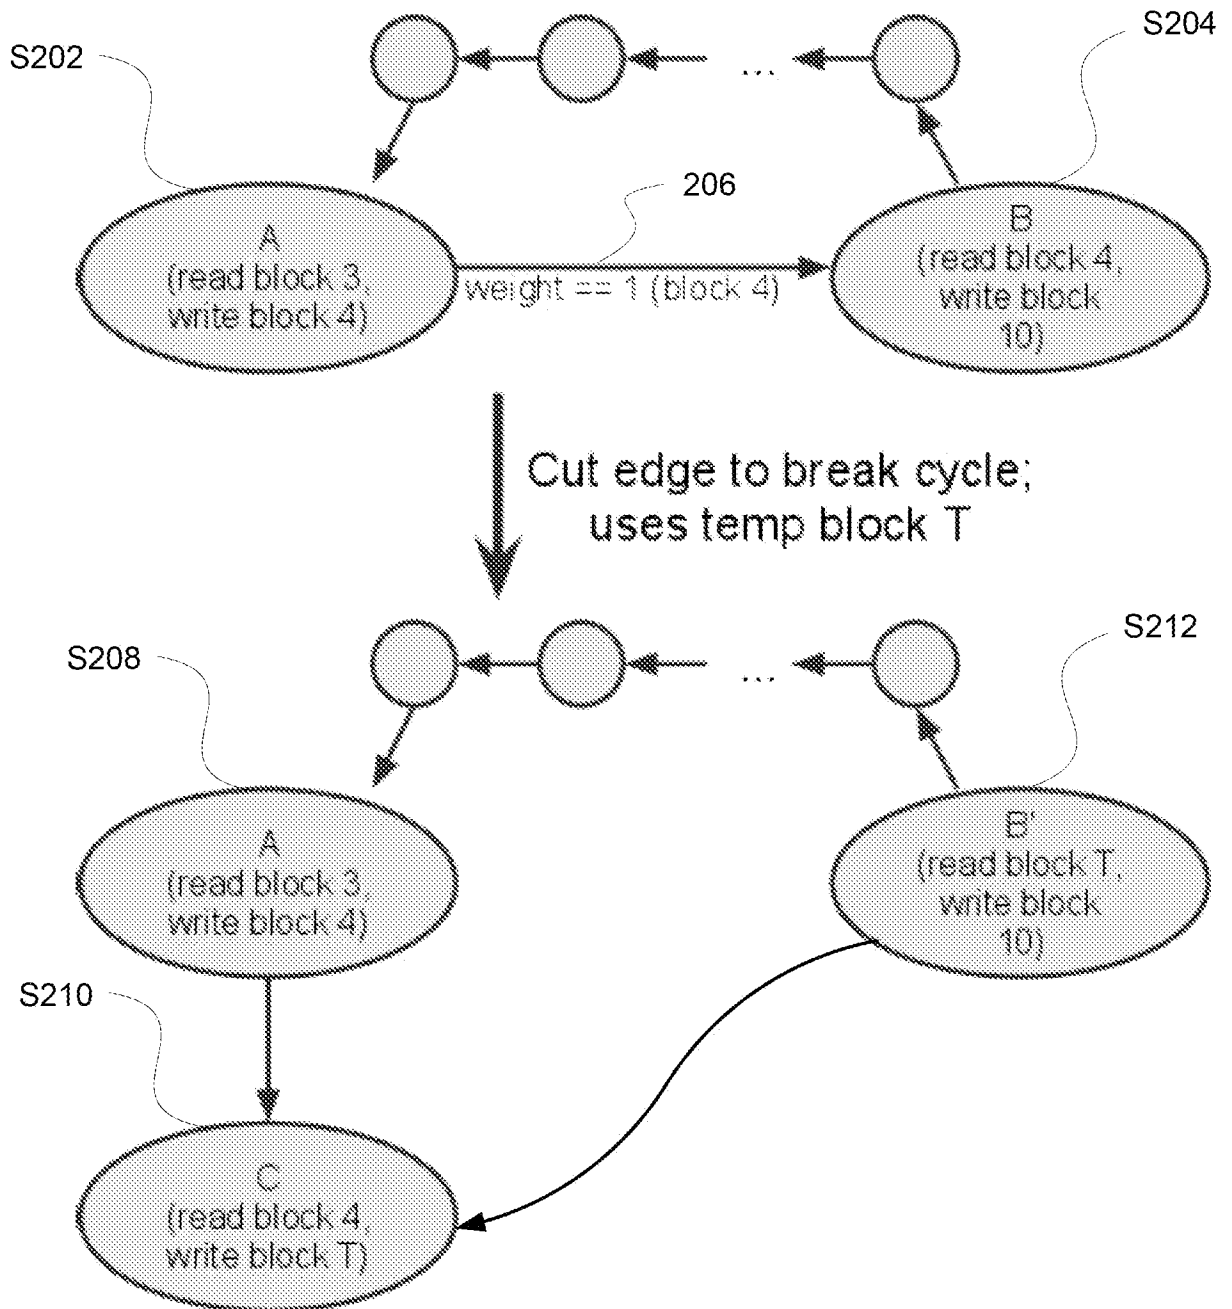 S202
S204
...
206
A
(read block 3,
write block 4)
weight == 1 (block 4)
B
(read block 4,
write block
10)
Cut edge to break cycle;
uses temp block T
S208
S212
...
A
(read block 3,
write block 4)
B'
(read block T,
write block
10)
S210
C
(read block 4,
write block T)